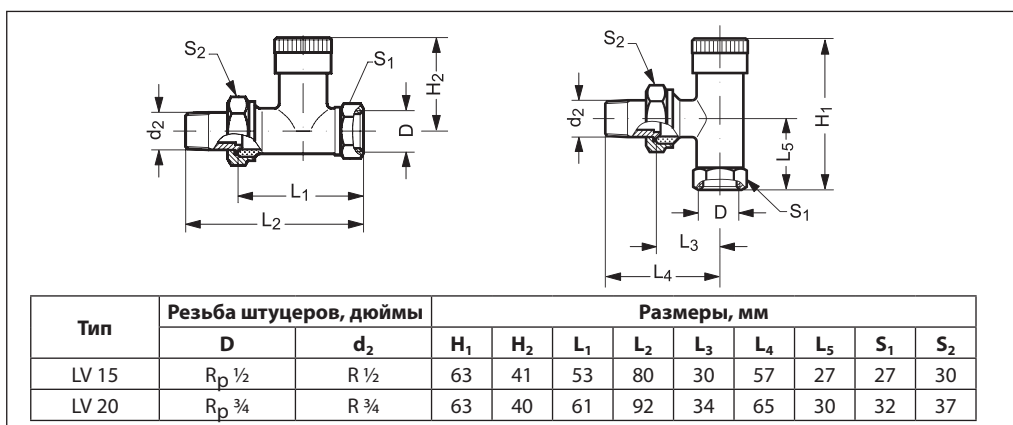 S₂
S₁
H₂
d₂
D
L₁
L₂
S₂
d₂
H₁
L₅
D
S₁
L₃
L₄
Тип
Резьба штуцеров, дюймы
Размеры, мм
D d₂ H₁ H₂ L₁ L₂ L₃ L₄ L₅ S₁ S₂
LV 15 Rp ½ R ½ 63 41 53 80 30 57 27 27 30
LV 20 Rp ¾ R ¾ 63 40 61 92 34 65 30 32 37